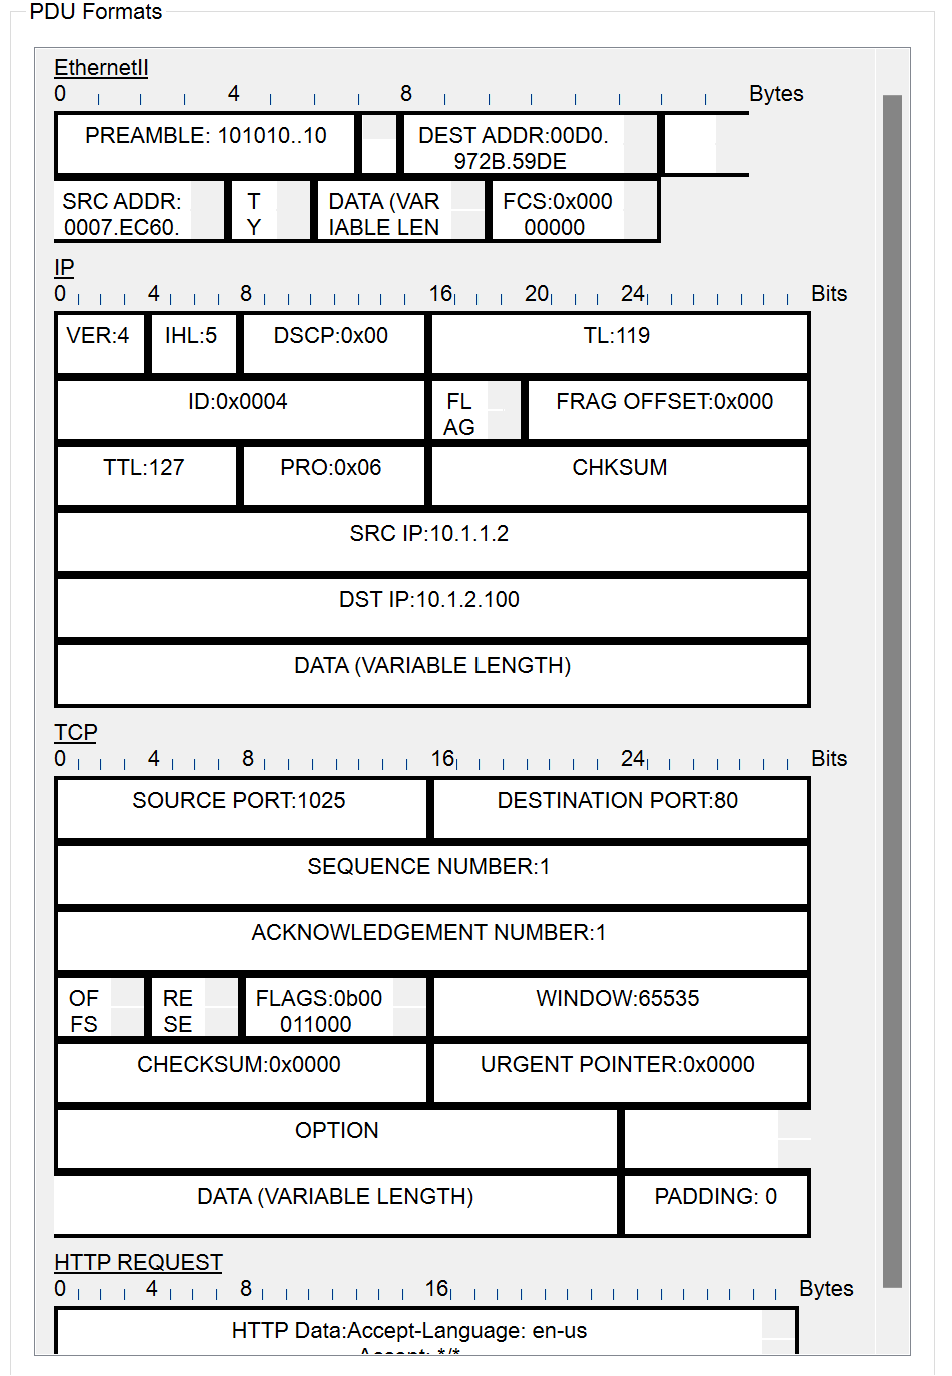 PDU Formats
EthernetII
0 4 8 Bytes
PREAMBLE: 101010..10 DEST ADDR:00D0.
972B.59DE
SRC ADDR: T DATA (VAR FCS:0x000
0007.EC60. Y IABLE LEN 00000
IP
0 4 8 16 20 24 Bits
VER:4 IHL:5 DSCP:0x00 TL:119
ID:0x0004 FL FRAG OFFSET:0x000
AG
TTL:127 PRO:0x06 CHKSUM
SRC IP:10.1.1.2
DST IP:10.1.2.100
DATA (VARIABLE LENGTH)
TCP
0 4 8 16 24 Bits
SOURCE PORT:1025 DESTINATION PORT:80
SEQUENCE NUMBER:1
ACKNOWLEDGEMENT NUMBER:1
OF RE FLAGS:0b00 WINDOW:65535
FS SE 011000
CHECKSUM:0x0000 URGENT POINTER:0x0000
OPTION
DATA (VARIABLE LENGTH) PADDING: 0
HTTP REQUEST
0 4 8 16 Bytes
HTTP Data:Accept-Language: en-us
Accept: */*